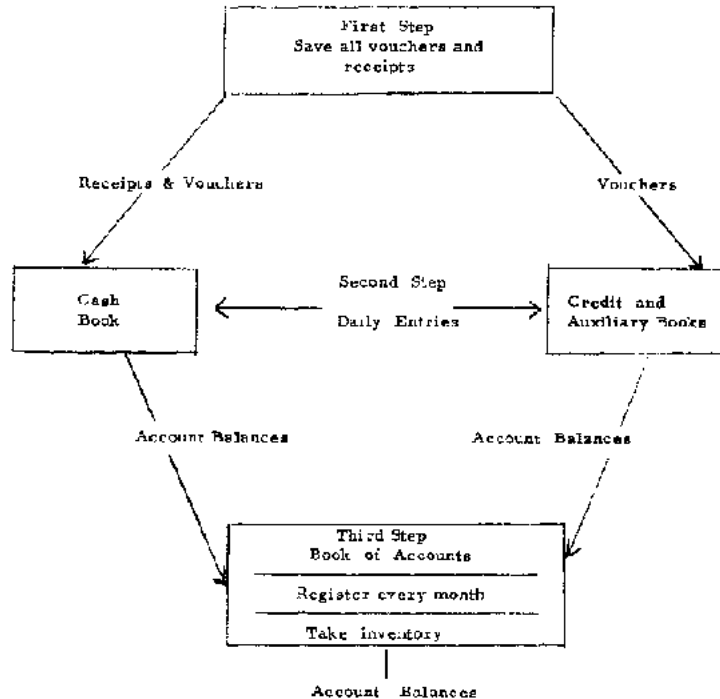 First Step
Save all vouchers and
receipts
Receipts & Vouchers
Vouchers
Cash
Book
Second Step
Daily Entries
Credit and
Auxiliary Books
Account Balances
Account Balances
Third Step
Book of Accounts
Register every month
Take inventory
Account Balances